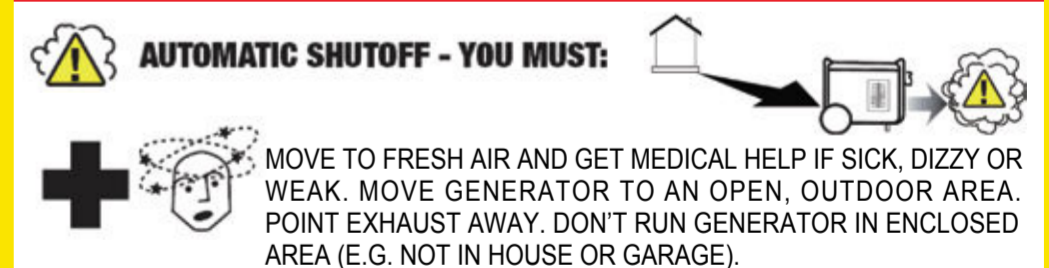 AUTOMATIC SHUTOFF - YOU MUST:
MOVE TO FRESH AIR AND GET MEDICAL HELP IF SICK, DIZZY OR
WEAK. MOVE GENERATOR TO AN OPEN, OUTDOOR AREA.
POINT EXHAUST AWAY. DON'T RUN GENERATOR IN ENCLOSED
AREA (E.G. NOT IN HOUSE OR GARAGE).